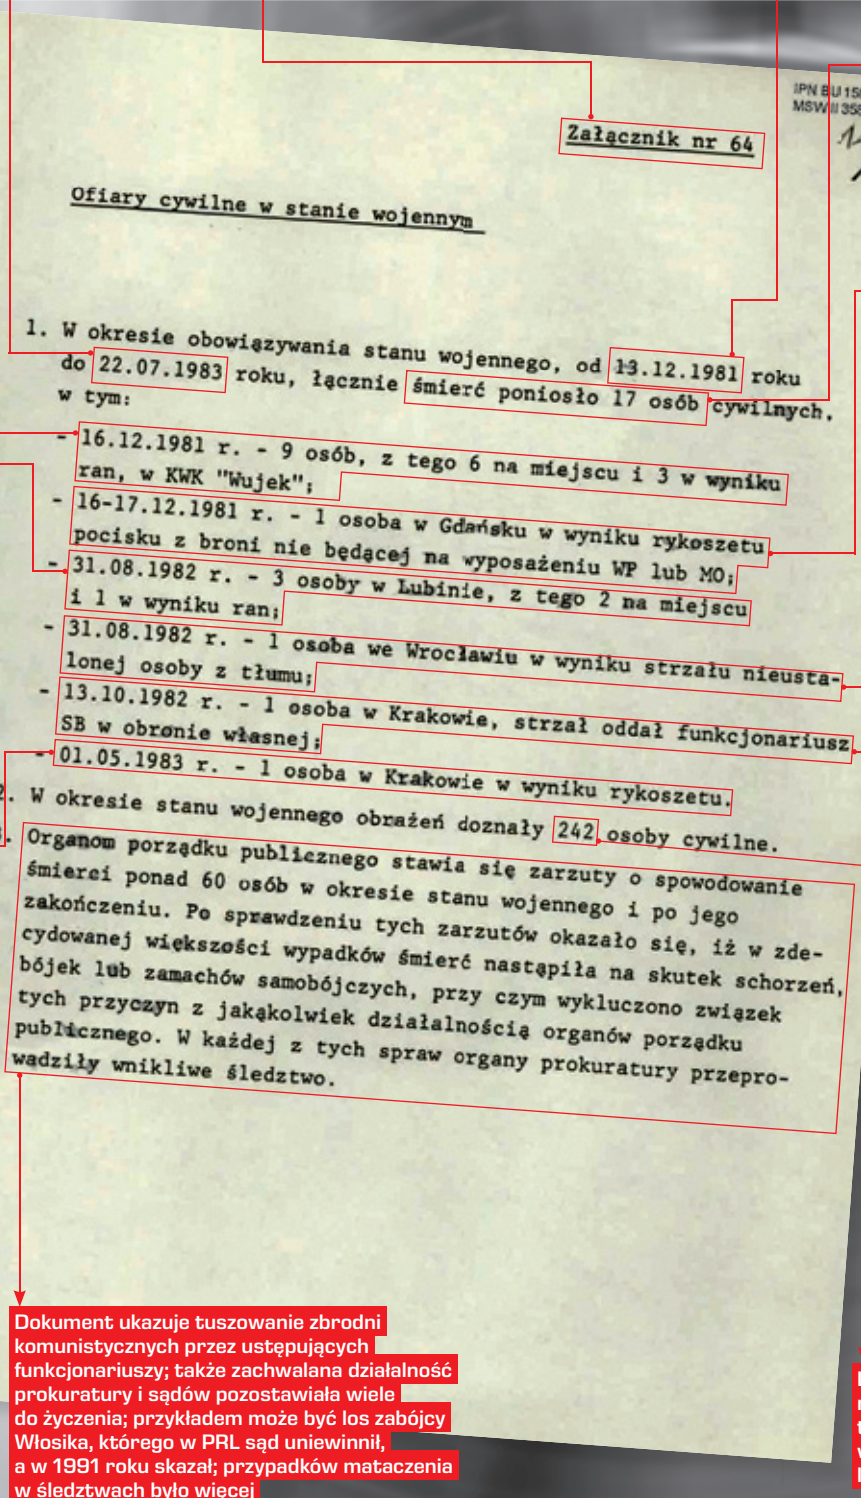 IPN BU 15
MSW II 35
Załącznik nr 64
Ofiary cywilne w stanie wojennym
1. W okresie obowiązywania stanu wojennego, od 13.12.1981 roku
do 22.07.1983 roku, łącznie śmierć poniosło 17 osób cywilnych,
w tym:
- 16.12.1981 r. - 9 osób, z tego 6 na miejscu i 3 w wyniku
ran, w KWK "Wujek";
- 16-17.12.1981 r. - 1 osoba w Gdańsku w wyniku rykoszetu
pocisku z broni nie będącej na wyposażeniu WP lub MO;
- 31.08.1982 r. - 3 osoby w Lubinie, z tego 2 na miejscu
i 1 w wyniku ran;
- 31.08.1982 r. - 1 osoba we Wrocławiu w wyniku strzału nieusta-
lonej osoby z tłumu;
- 13.10.1982 r. - 1 osoba w Krakowie, strzał oddał funkcjonariusz
SB w obronie własnej;
- 01.05.1983 r. - 1 osoba w Krakowie w wyniku rykoszetu.
2. W okresie stanu wojennego obrażeń doznały 242 osoby cywilne.
3. Organom porządku publicznego stawia się zarzuty o spowodowanie
śmierci ponad 60 osób w okresie stanu wojennego i po jego
zakończeniu. Po sprawdzeniu tych zarzutów okazało się, iż w zde-
cydowanej większości wypadków śmierć nastąpiła na skutek schorzeń,
bójek lub zamachów samobójczych, przy czym wykluczono związek
tych przyczyn z jakąkolwiek działalnością organów porządku
publicznego. W każdej z tych spraw organy prokuratury przepro-
wadziły wnikliwe śledztwo.
Dokument ukazuje tuszowanie zbrodni
komunistycznych przez ustępujących
funkcjonariuszy; także zachwalana działalność
prokuratury i sądów pozostawiała wiele
do życzenia; przykładem może być los zabójcy
Włosika, którego w PRL sąd uniewinnił,
a w 1991 roku skazał; przypadków mataczenia
w śledztwach było więcej